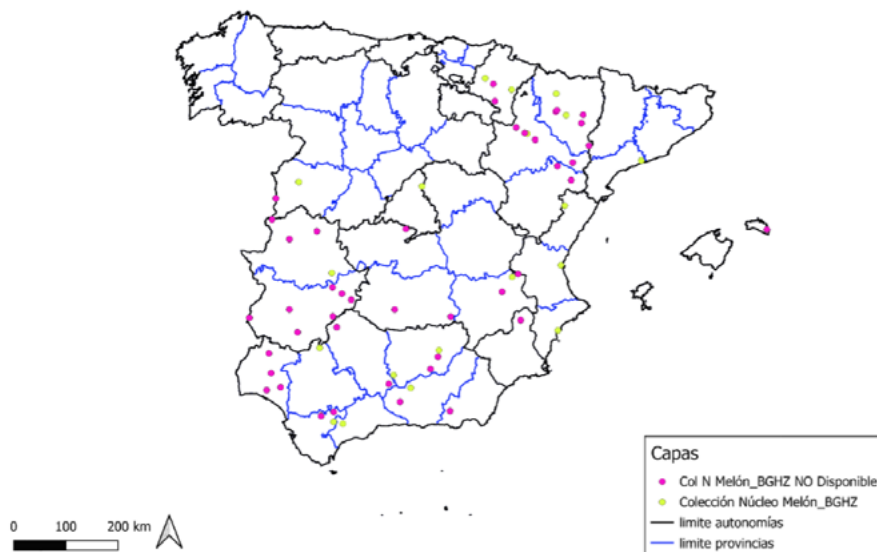 Capas
Col N Melón_BGHZ NO Disponible
Colección Núcleo Melón_BGHZ
limite autonomías
limite provincias
0 100 200 km